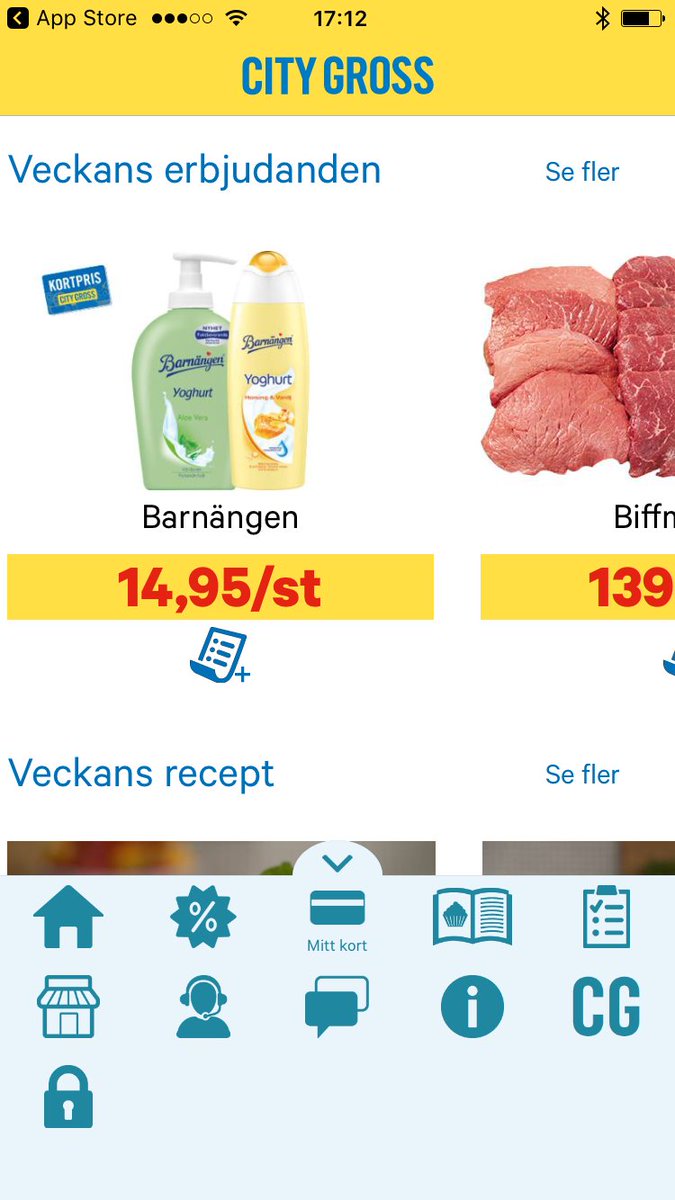 App Store
17:12
CITY GROSS
Veckans erbjudanden
Se fler
KORTPRIS
CITY GROSS
NYHET
Barnängen
Yoghurt
Aloe Vera
Barnängen
Yoghurt
Honung & Vanilj
Barnängen
Biffm
14,95/st
139
Veckans recept
Se fler
%
Mitt kort
i
CG